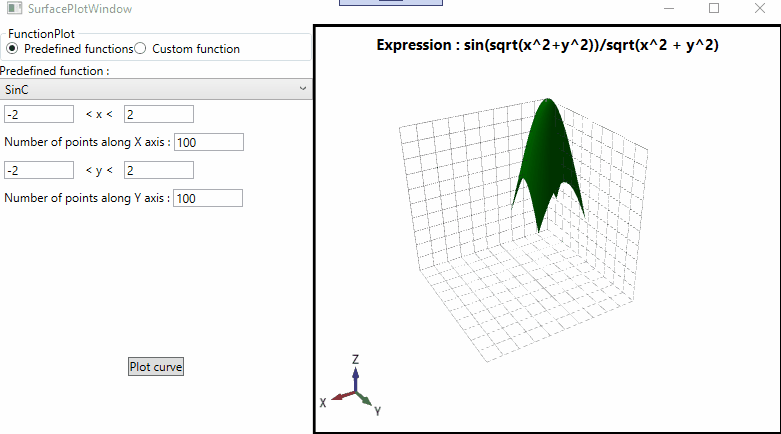 SurfacePlotWindow
FunctionPlot
Predefined functions Custom function
Predefined function :
SinC
-2 < x < 2
Number of points along X axis : 100
-2 < y < 2
Number of points along Y axis : 100
Plot curve
Expression : sin(sqrt(x^2+y^2))/sqrt(x^2 + y^2)
Z
X
Y